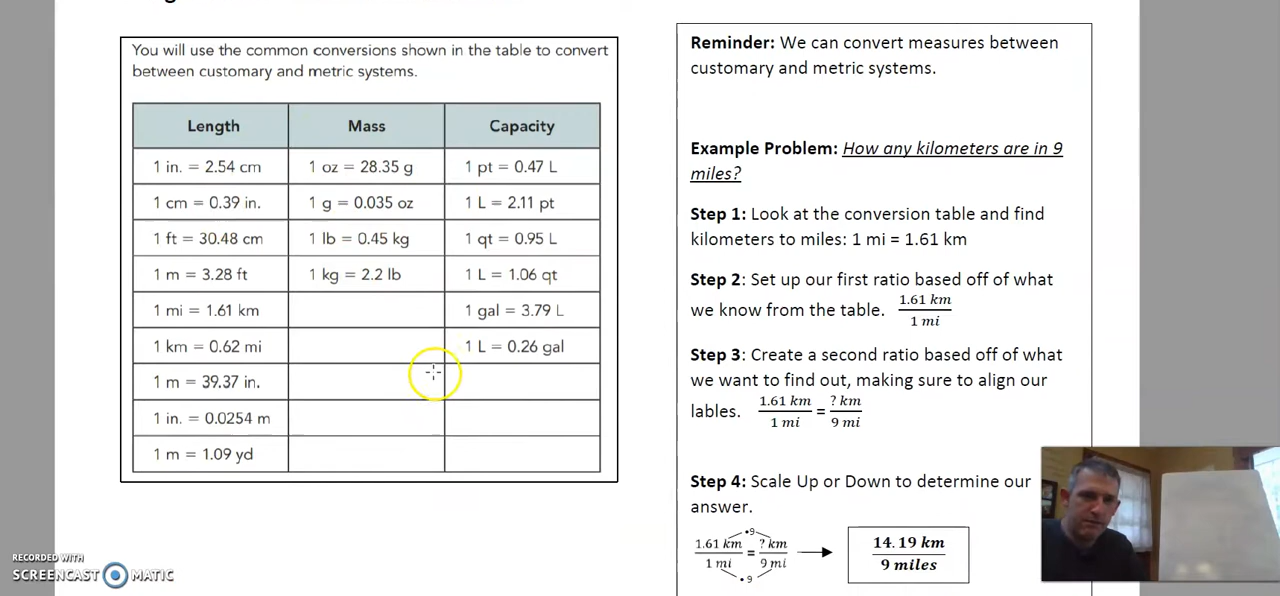 You will use the common conversions shown in the table to convert
between customary and metric systems.
Length Mass Capacity
1 in. = 2.54 cm 1 oz = 28.35 g 1 pt = 0.47 L
1 cm = 0.39 in. 1 g = 0.035 oz 1 L = 2.11 pt
1 ft = 30.48 cm 1 lb = 0.45 kg 1 qt = 0.95 L
1 m = 3.28 ft 1 kg = 2.2 lb 1 L = 1.06 qt
1 mi = 1.61 km 1 gal = 3.79 L
1 km = 0.62 mi 1 L = 0.26 gal
1 m = 39.37 in.
1 in. = 0.0254 m
1 m = 1.09 yd
Reminder: We can convert measures between
customary and metric systems.
Example Problem: How any kilometers are in 9
miles?
Step 1: Look at the conversion table and find
kilometers to miles: 1 mi = 1.61 km
Step 2: Set up our first ratio based off of what
we know from the table. 1.61 km
1 mi
Step 3: Create a second ratio based off of what
we want to find out, making sure to align our
lables. 1.61 km = ? km
1 mi 9 mi
Step 4: Scale Up or Down to determine our
answer.
•9
1.61 km = ? km
1 mi 9 mi
•9
14.19 km
9 miles
RECORDED WITH
SCREENCAST MATIC